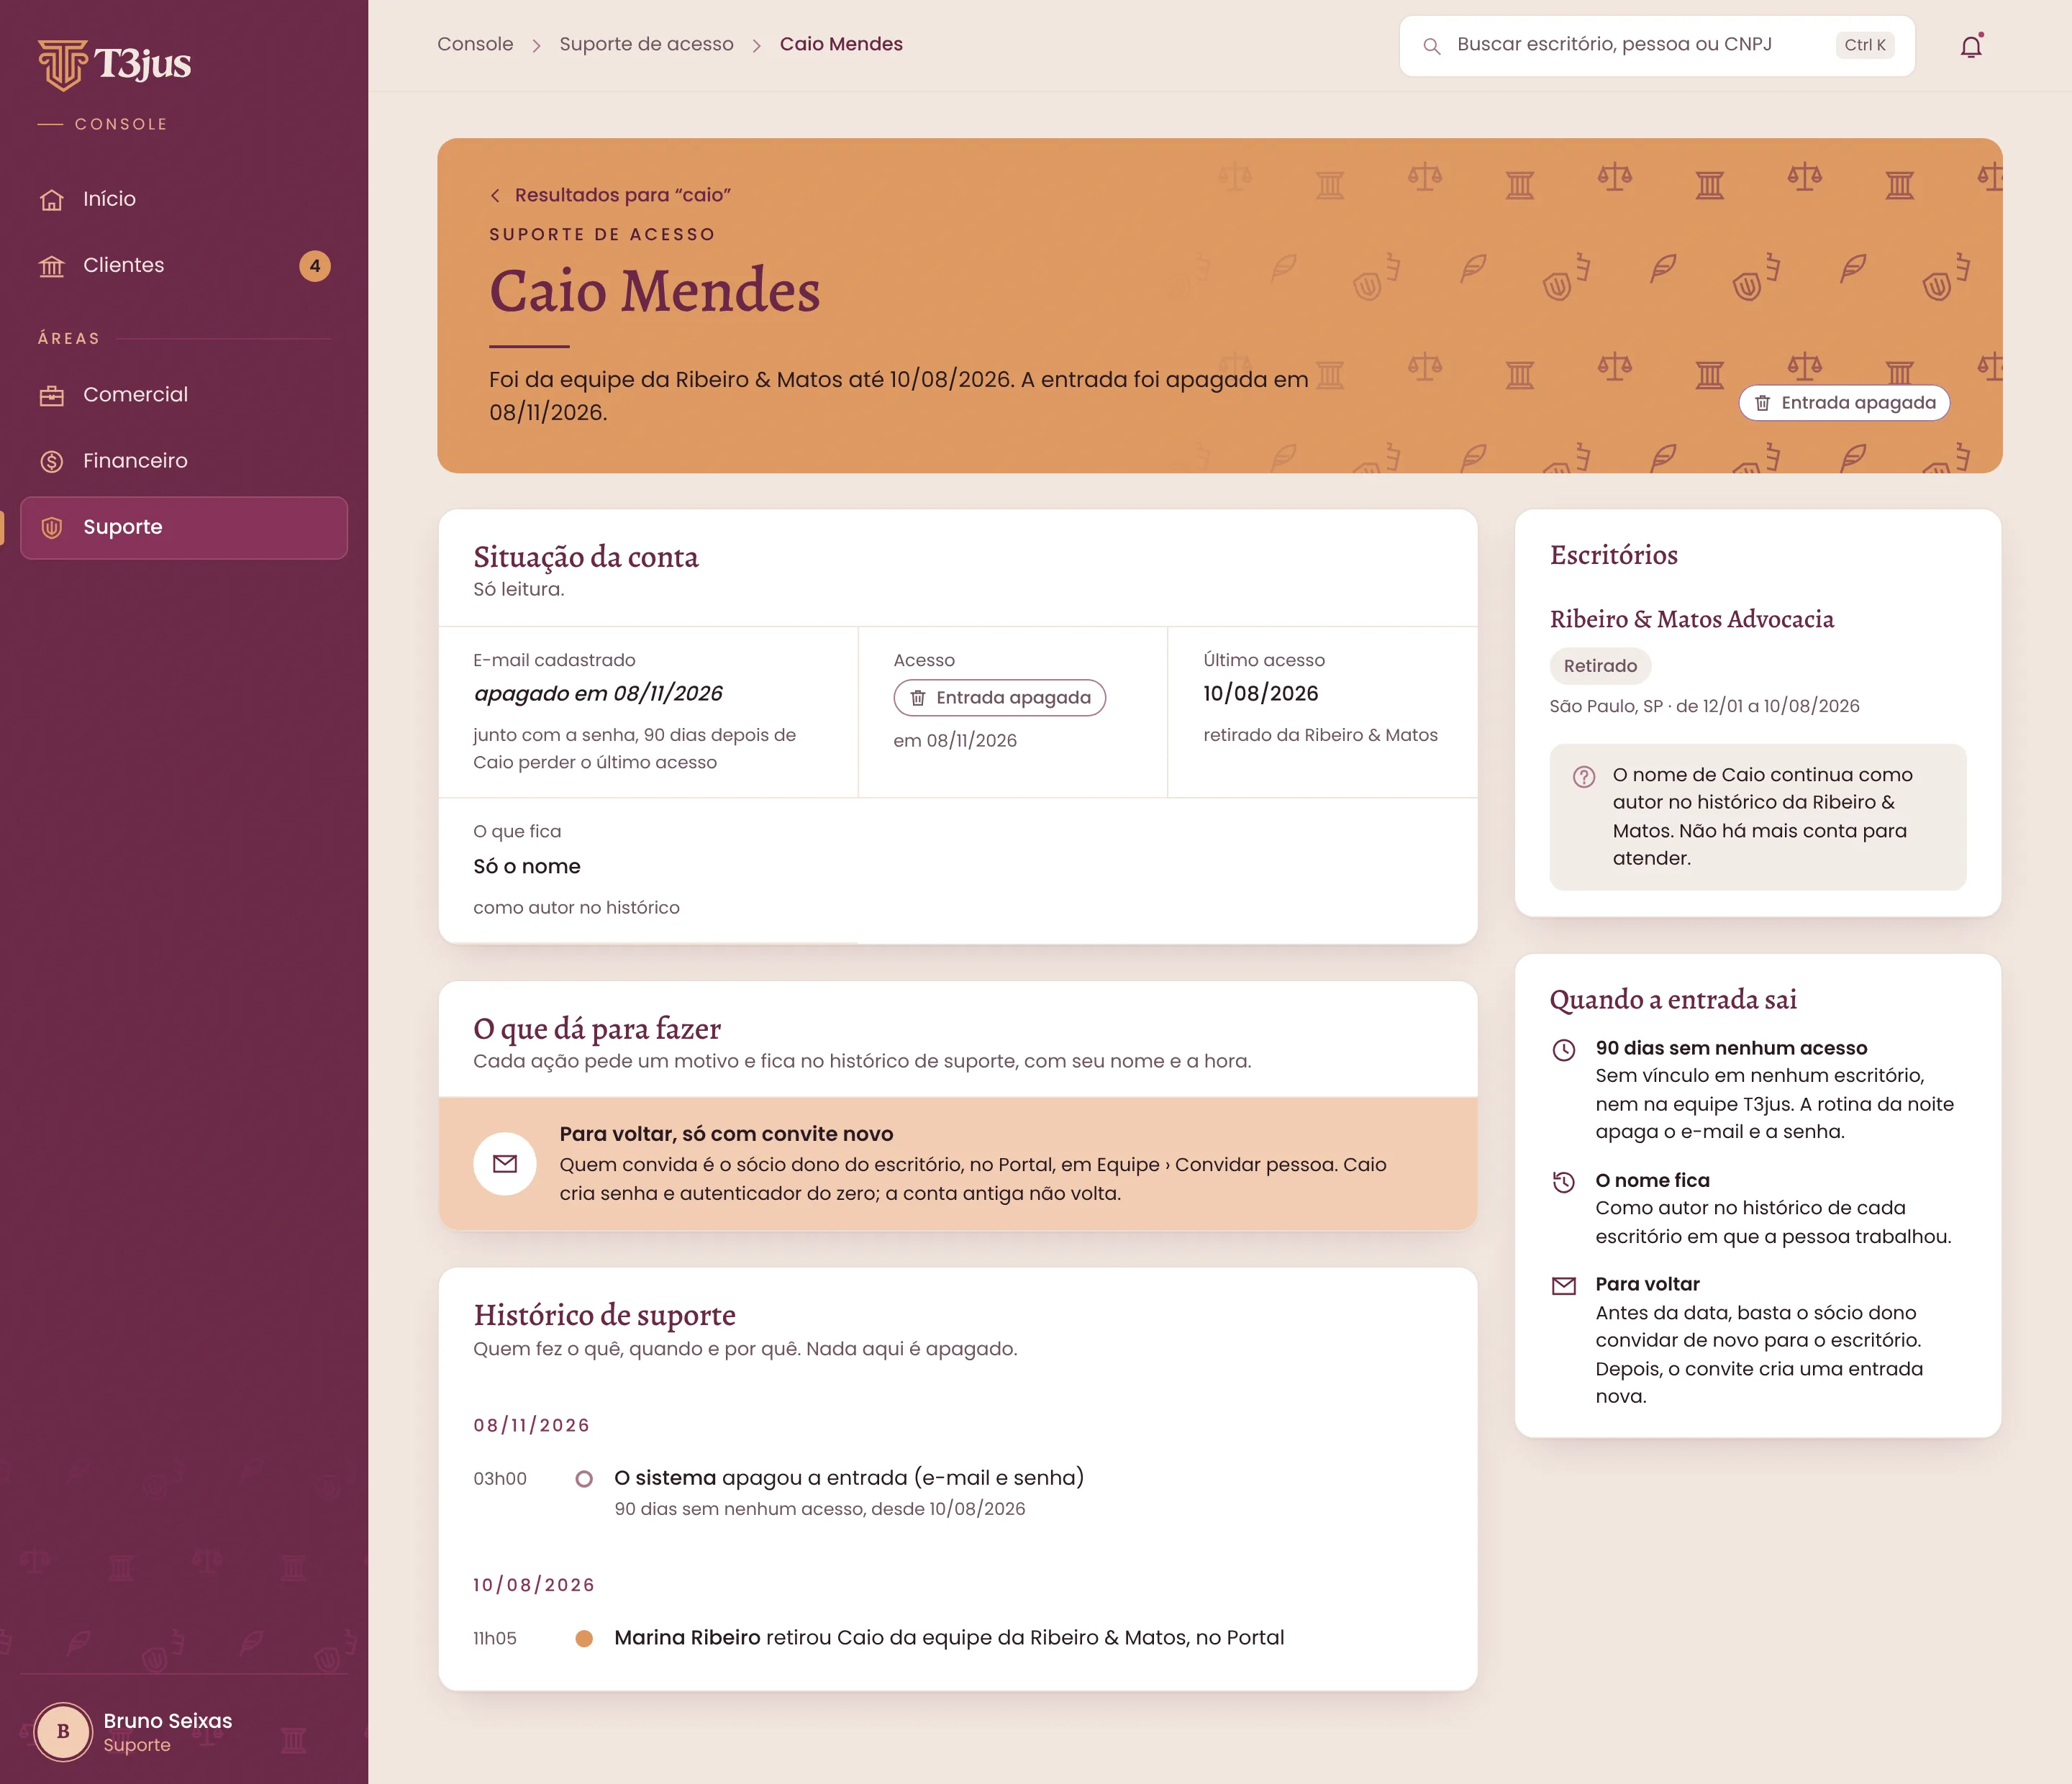 T3jus
CONSOLE
Início
Clientes
4
ÁREAS
Comercial
Financeiro
Suporte
B
Bruno Seixas
Suporte
Console
Suporte de acesso
Caio Mendes
Buscar escritório, pessoa ou CNPJ
Ctrl K
Resultados para “caio”
SUPORTE DE ACESSO
Caio Mendes
Foi da equipe da Ribeiro & Matos até 10/08/2026. A entrada foi apagada em
08/11/2026.
Entrada apagada
Situação da conta
Só leitura.
E-mail cadastrado
apagado em 08/11/2026
junto com a senha, 90 dias depois de
Caio perder o último acesso
Acesso
Entrada apagada
em 08/11/2026
Último acesso
10/08/2026
retirado da Ribeiro & Matos
O que fica
Só o nome
como autor no histórico
O que dá para fazer
Cada ação pede um motivo e fica no histórico de suporte, com seu nome e a hora.
Para voltar, só com convite novo
Quem convida é o sócio dono do escritório, no Portal, em Equipe › Convidar pessoa. Caio
cria senha e autenticador do zero; a conta antiga não volta.
Histórico de suporte
Quem fez o quê, quando e por quê. Nada aqui é apagado.
08/11/2026
03h00
O sistema apagou a entrada (e-mail e senha)
90 dias sem nenhum acesso, desde 10/08/2026
10/08/2026
11h05
Marina Ribeiro retirou Caio da equipe da Ribeiro & Matos, no Portal
Escritórios
Ribeiro & Matos Advocacia
Retirado
São Paulo, SP · de 12/01 a 10/08/2026
O nome de Caio continua como
autor no histórico da Ribeiro &
Matos. Não há mais conta para
atender.
Quando a entrada sai
90 dias sem nenhum acesso
Sem vínculo em nenhum escritório,
nem na equipe T3jus. A rotina da noite
apaga o e-mail e a senha.
O nome fica
Como autor no histórico de cada
escritório em que a pessoa trabalhou.
Para voltar
Antes da data, basta o sócio dono
convidar de novo para o escritório.
Depois, o convite cria uma entrada
nova.